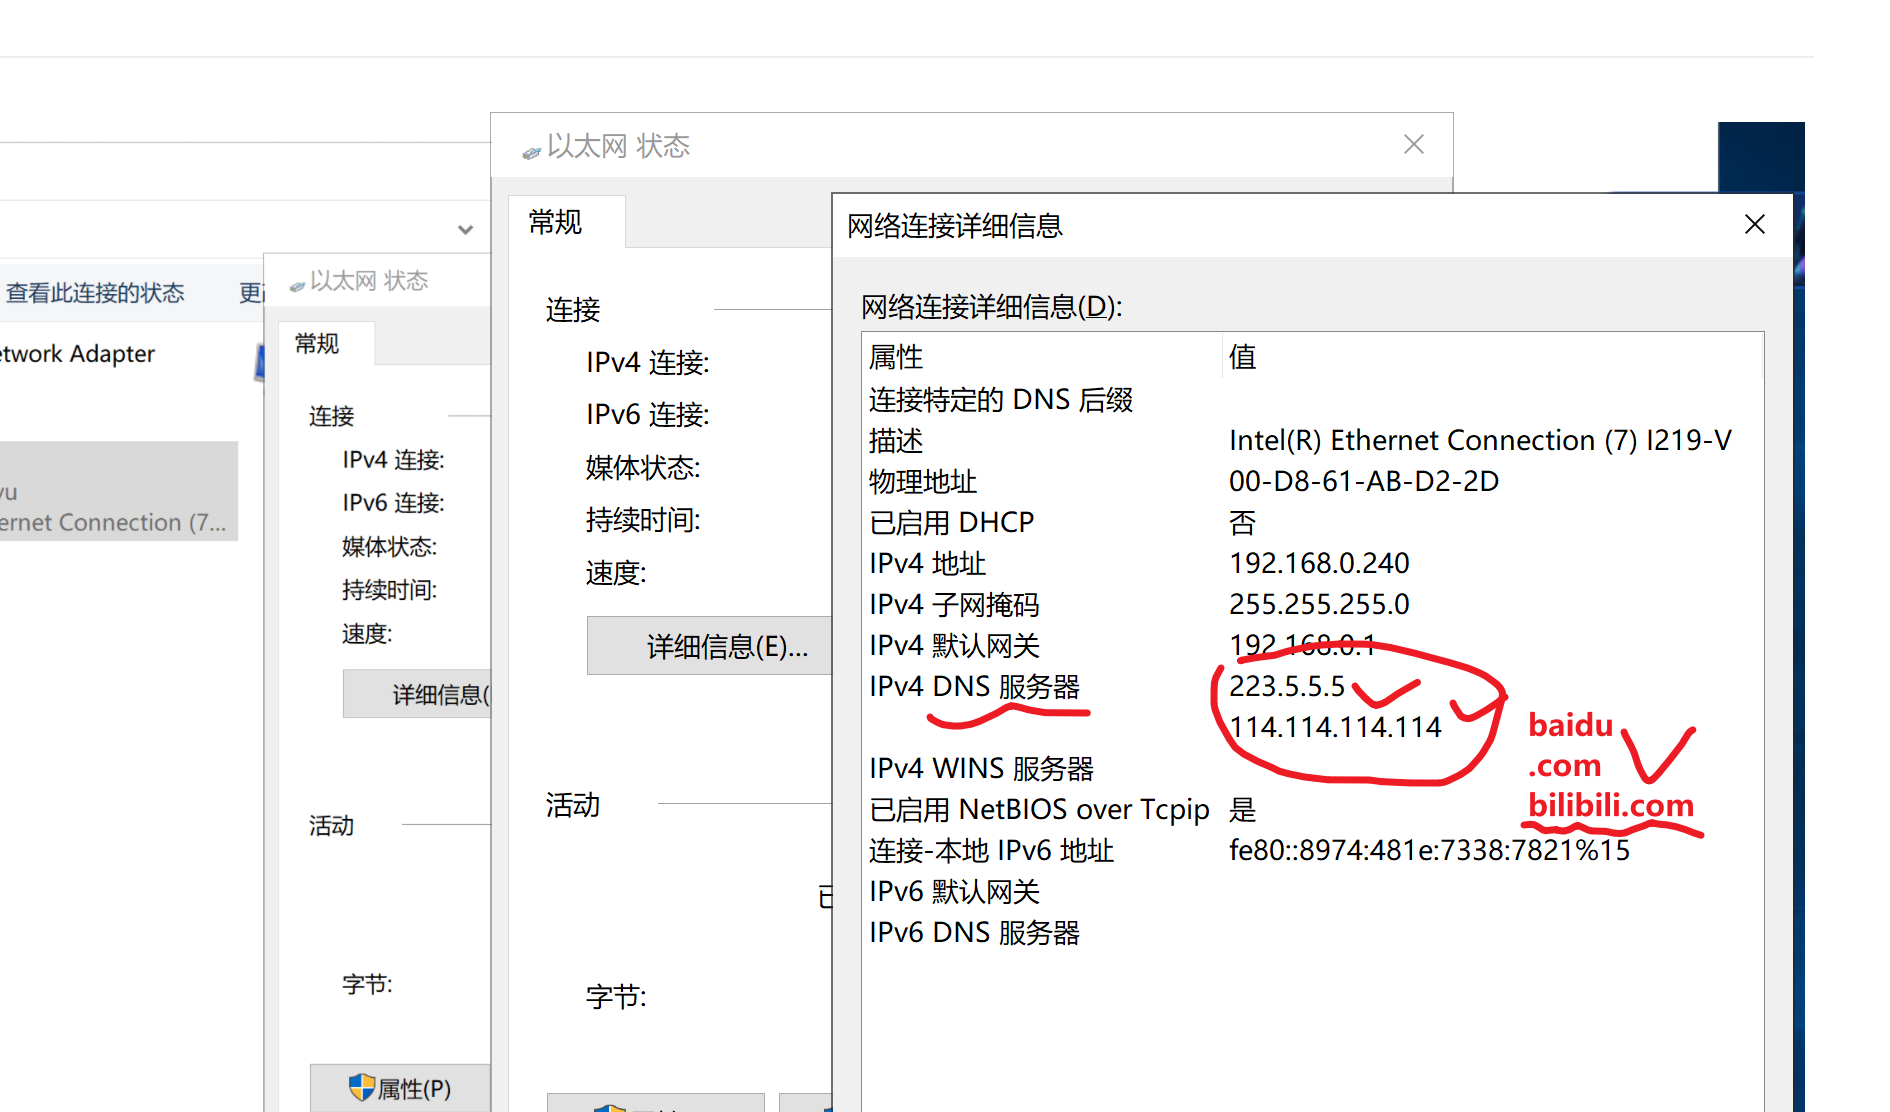 查看此连接的状态
etwork Adapter
ernet Connection (7...
以太网 状态
常规
连接
IPv4 连接:
IPv6 连接:
媒体状态:
持续时间:
速度:
详细信息(
活动
字节:
属性(P)
以太网 状态
常规
连接
IPv4 连接:
IPv6 连接:
媒体状态:
持续时间:
速度:
详细信息(E)...
活动
字节:
网络连接详细信息
网络连接详细信息(D):
属性 值
连接特定的 DNS 后缀
描述 Intel(R) Ethernet Connection (7) I219-V
物理地址 00-D8-61-AB-D2-2D
已启用 DHCP 否
IPv4 地址 192.168.0.240
IPv4 子网掩码 255.255.255.0
IPv4 默认网关 192.168.0.1
IPv4 DNS 服务器 223.5.5.5
114.114.114.114
IPv4 WINS 服务器
已启用 NetBIOS over Tcpip 是
连接-本地 IPv6 地址 fe80::8974:481e:7338:7821%15
IPv6 默认网关
IPv6 DNS 服务器
baidu
.com
bilibili.com